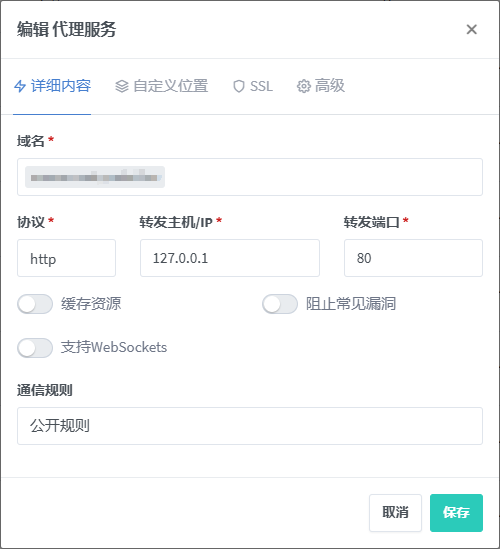 编辑 代理服务
详细内容 自定义位置 SSL 高级
域名 *
协议 * 转发主机/IP * 转发端口 *
http 127.0.0.1 80
缓存资源 阻止常见漏洞
支持WebSockets
通信规则
公开规则
取消 保存